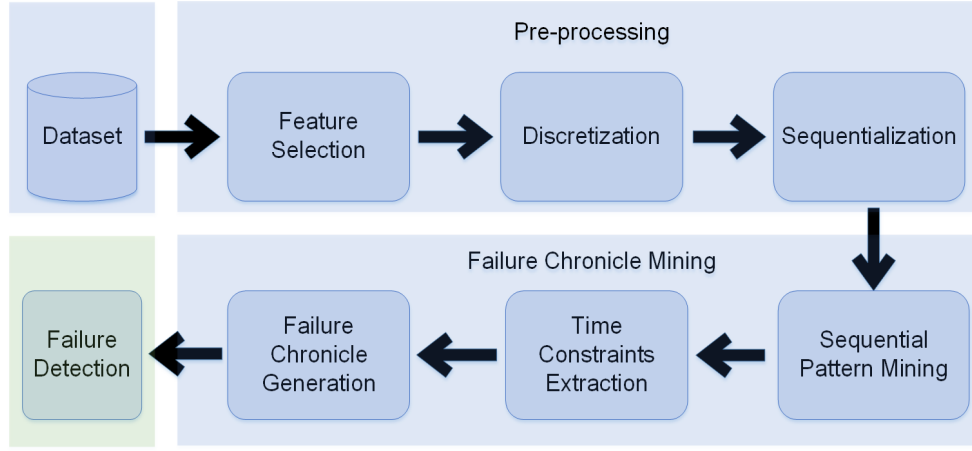 Pre-processing
Dataset
Feature
Selection
Discretization
Sequentialization
Failure Chronicle Mining
Failure
Detection
Failure
Chronicle
Generation
Time
Constraints
Extraction
Sequential
Pattern Mining